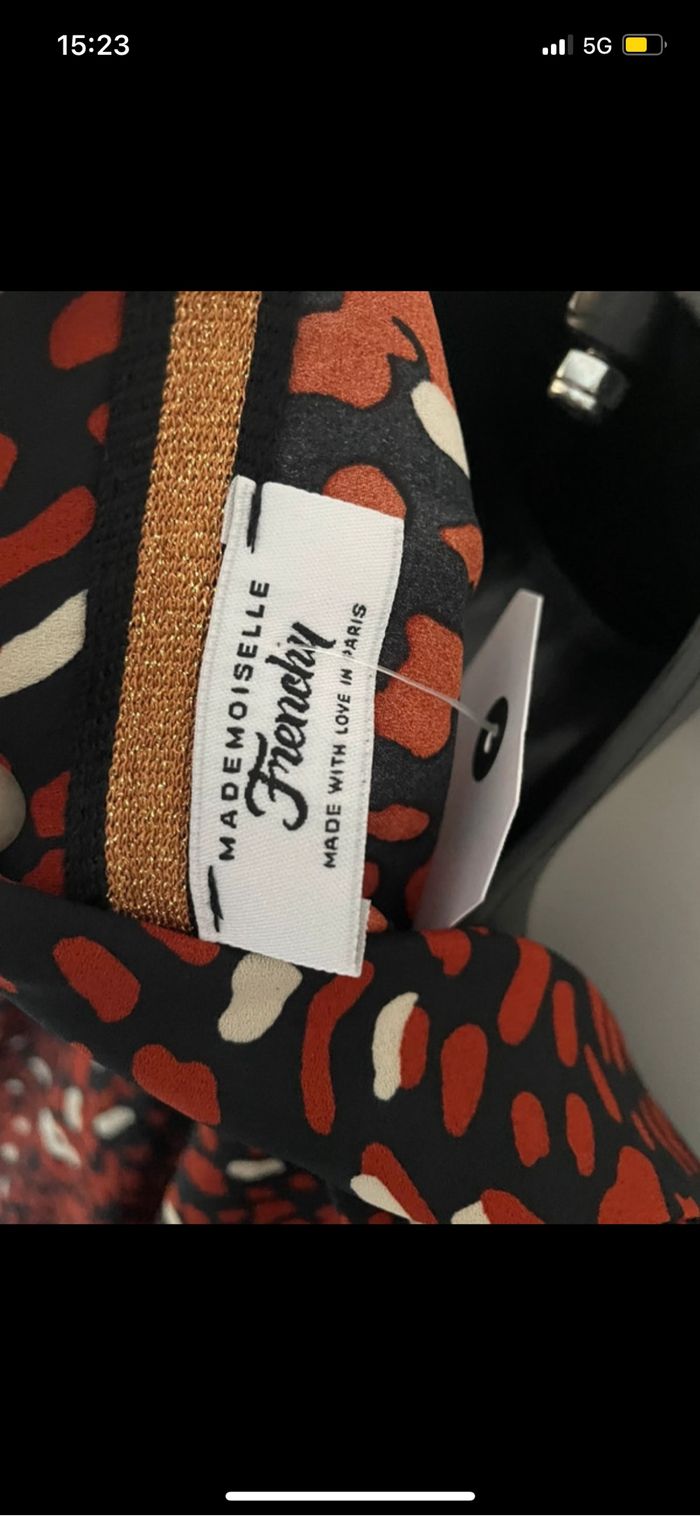 15:23
5G
MADEMOISELLE
Frenchy
MADE WITH LOVE IN PARIS